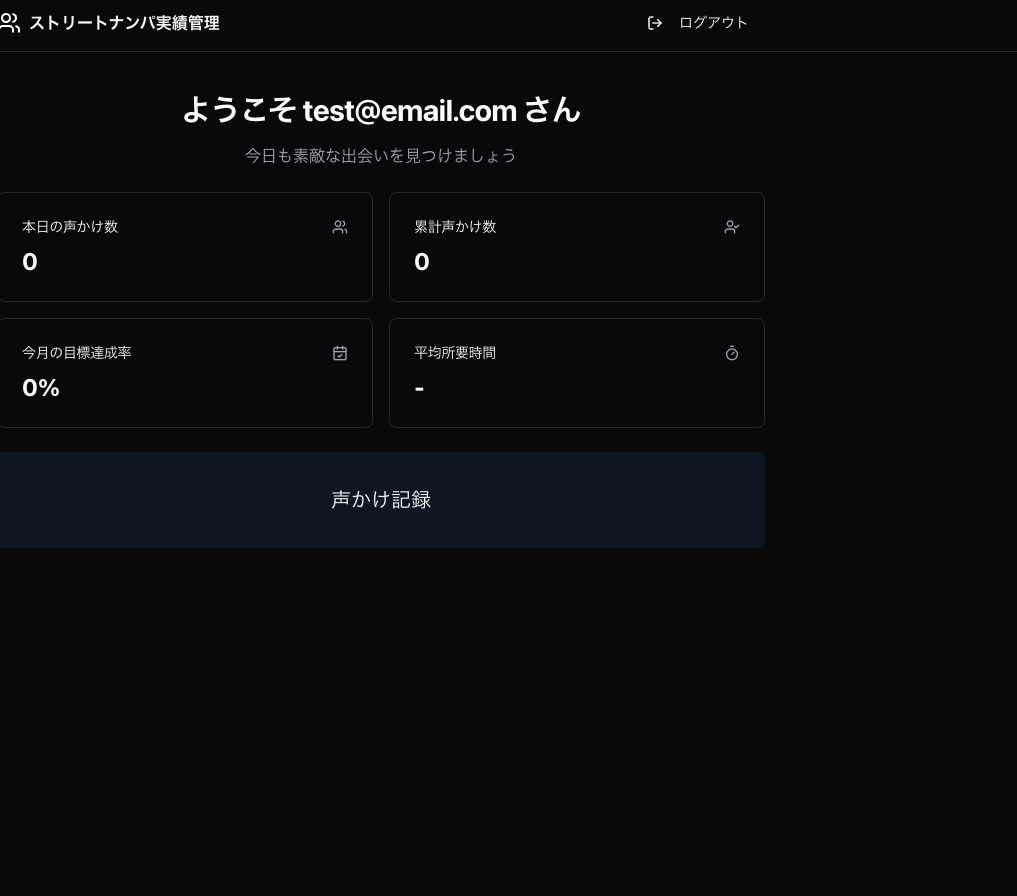 ストリートナンパ実績管理
ログアウト
ようこそ test@email.com さん
今日も素敵な出会いを見つけましょう
本日の声かけ数
0
累計声かけ数
0
今月の目標達成率
0%
平均所要時間
-
声かけ記録